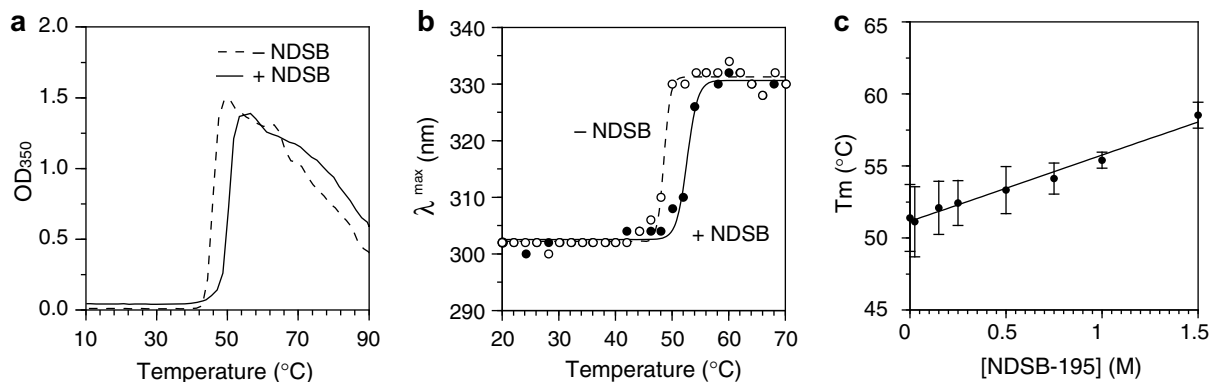 a
2.0
1.5
1.0
0.5
0.0
OD350
– NDSB
+ NDSB
10 30 50 70 90
Temperature (°C)
b
340
330
320
310
300
290
λ max (nm)
– NDSB
+ NDSB
20 30 40 50 60 70
Temperature (°C)
c
65
60
55
50
45
Tm (°C)
0 0.5 1 1.5
[NDSB-195] (M)